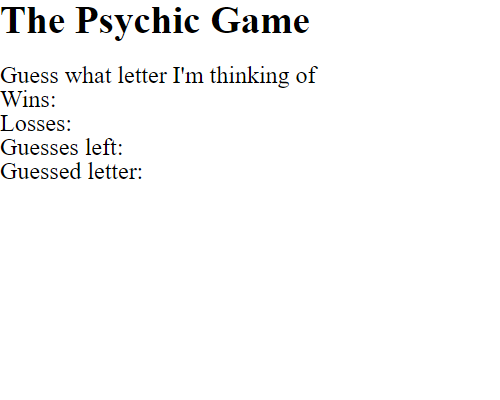 The Psychic Game
Guess what letter I'm thinking of
Wins:
Losses:
Guesses left:
Guessed letter: